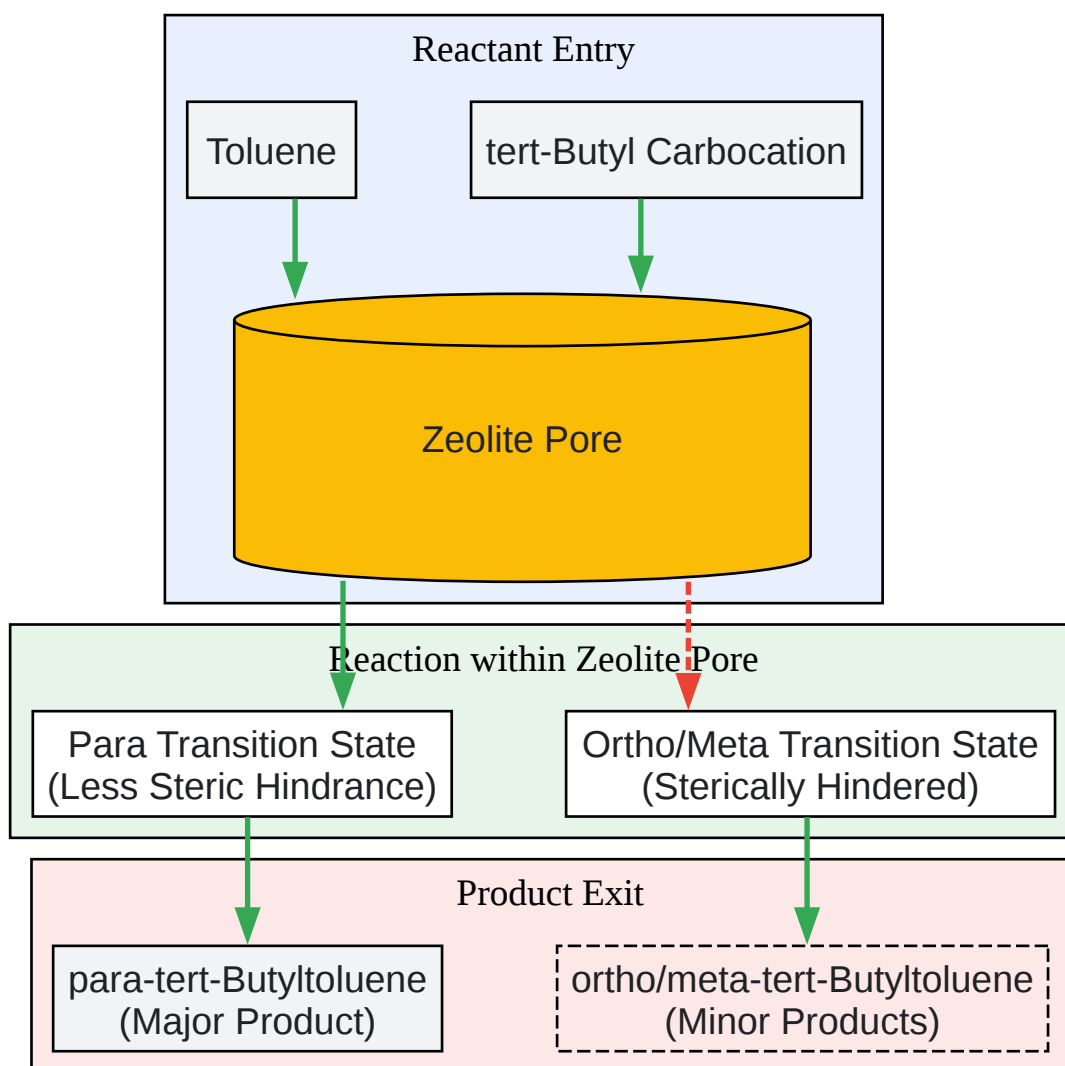 Reactant Entry
Toluene
tert-Butyl Carbocation
Zeolite Pore
Reaction within Zeolite Pore
Para Transition State
(Less Steric Hindrance)
Ortho/Meta Transition State
(Sterically Hindered)
Product Exit
para-tert-Butyltoluene
(Major Product)
ortho/meta-tert-Butyltoluene
(Minor Products)